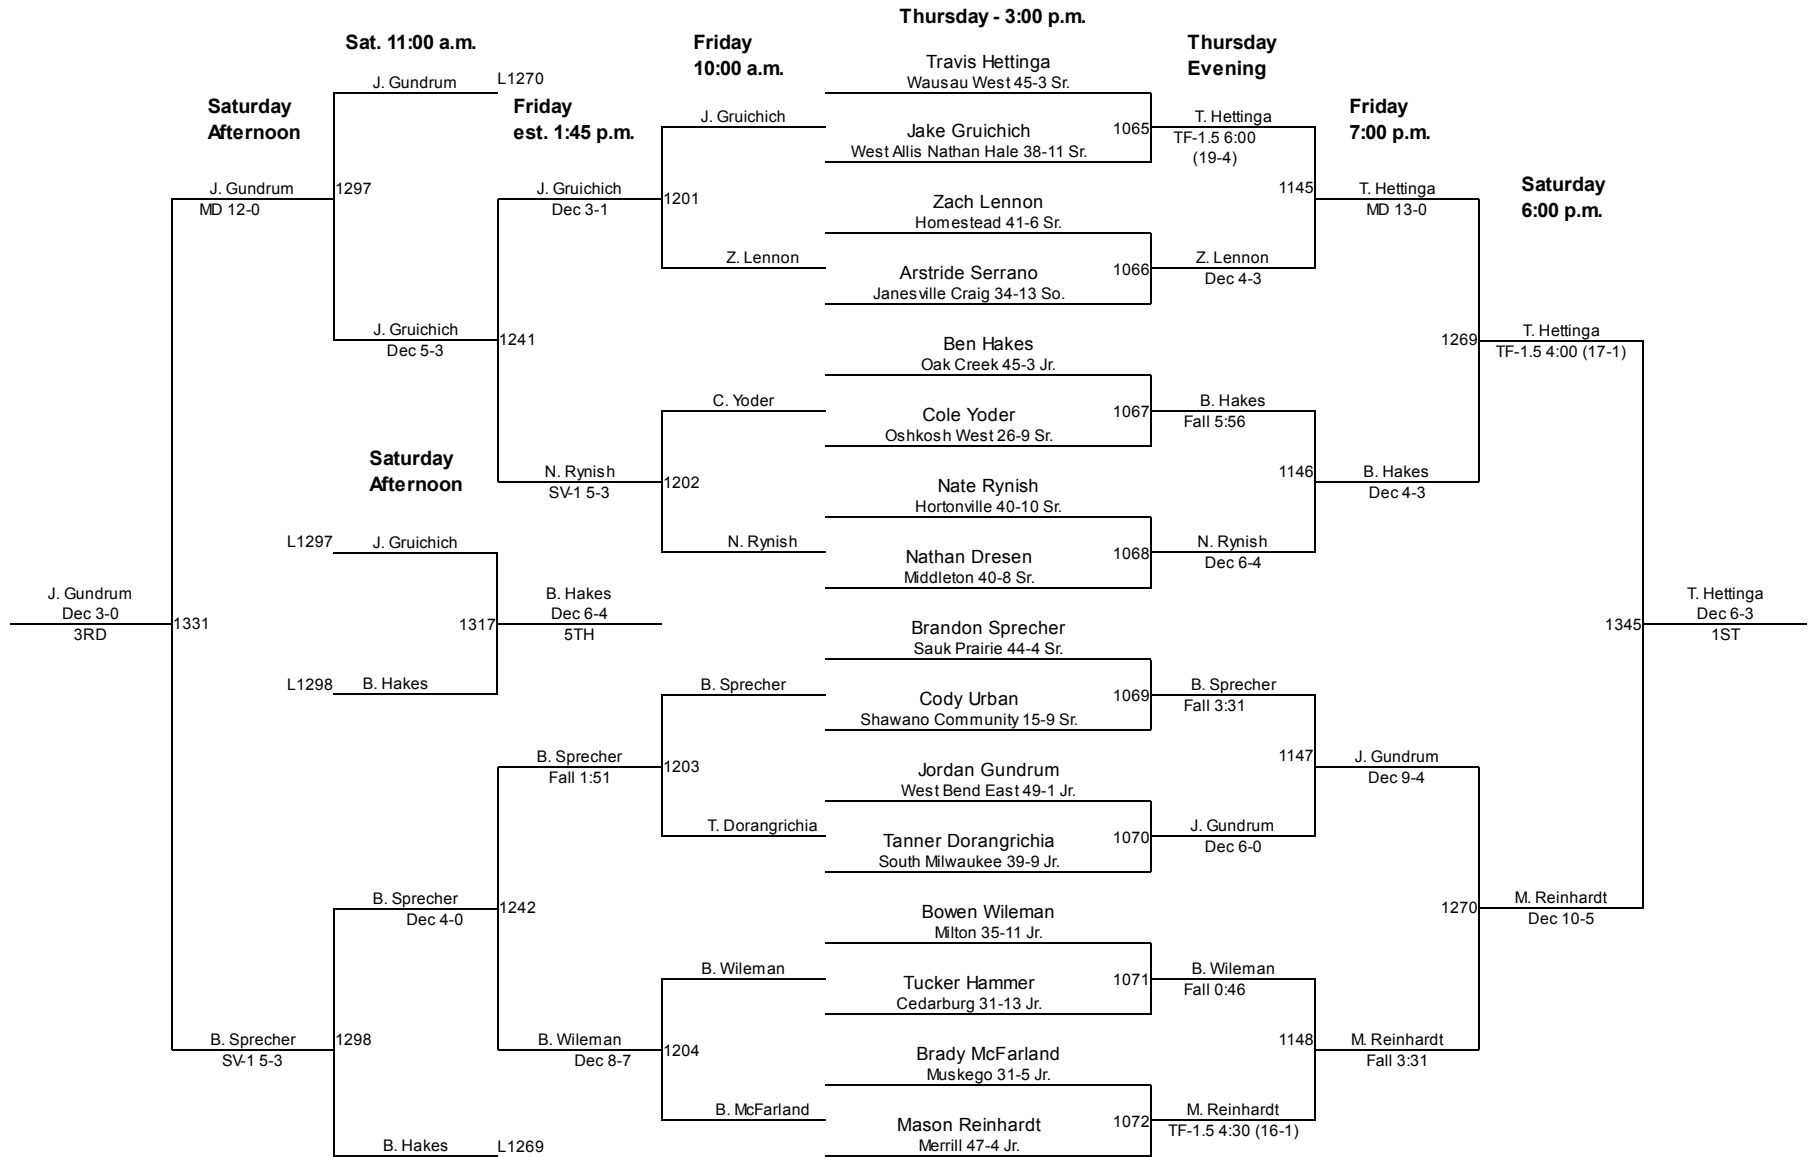 Thursday - 3:00 p.m.
Sat. 11:00 a.m.
Friday
10:00 a.m.
Thursday
Evening
Travis Hettinga
Wausau West 45-3 Sr.
J. Gundrum
L1270
Saturday
Afternoon
Friday
est. 1:45 p.m.
J. Gruichich
Jake Gruichich
West Allis Nathan Hale 38-11 Sr.
1065
T. Hettinga
TF-1.5 6:00
(19-4)
Friday
7:00 p.m.
J. Gundrum
MD 12-0
1297
J. Gruichich
Dec 3-1
1201
Zach Lennon
Homestead 41-6 Sr.
1145
T. Hettinga
MD 13-0
Saturday
6:00 p.m.
Z. Lennon
Arstride Serrano
Janesville Craig 34-13 So.
1066
Z. Lennon
Dec 4-3
J. Gruichich
Dec 5-3
1241
Ben Hakes
Oak Creek 45-3 Jr.
1269
T. Hettinga
TF-1.5 4:00 (17-1)
C. Yoder
Cole Yoder
Oshkosh West 26-9 Sr.
1067
B. Hakes
Fall 5:56
Saturday
Afternoon
N. Rynish
SV-1 5-3
1202
Nate Rynish
Hortonville 40-10 Sr.
1146
B. Hakes
Dec 4-3
L1297
J. Gruichich
N. Rynish
Nathan Dresen
Middleton 40-8 Sr.
1068
N. Rynish
Dec 6-4
J. Gundrum
Dec 3-0
3RD
1331
1317
B. Hakes
Dec 6-4
5TH
Brandon Sprecher
Sauk Prairie 44-4 Sr.
1345
T. Hettinga
Dec 6-3
1ST
L1298
B. Hakes
B. Sprecher
Cody Urban
Shawano Community 15-9 Sr.
1069
B. Sprecher
Fall 3:31
B. Sprecher
Fall 1:51
1203
Jordan Gundrum
West Bend East 49-1 Jr.
1147
J. Gundrum
Dec 9-4
T. Dorangrichia
Tanner Dorangrichia
South Milwaukee 39-9 Jr.
1070
J. Gundrum
Dec 6-0
B. Sprecher
Dec 4-0
1242
Bowen Wileman
Milton 35-11 Jr.
1270
M. Reinhardt
Dec 10-5
B. Wileman
Tucker Hammer
Cedarburg 31-13 Jr.
1071
B. Wileman
Fall 0:46
B. Sprecher
SV-1 5-3
1298
B. Wileman
Dec 8-7
1204
Brady McFarland
Muskego 31-5 Jr.
1148
M. Reinhardt
Fall 3:31
B. McFarland
Mason Reinhardt
Merrill 47-4 Jr.
1072
M. Reinhardt
TF-1.5 4:30 (16-1)
B. Hakes
L1269